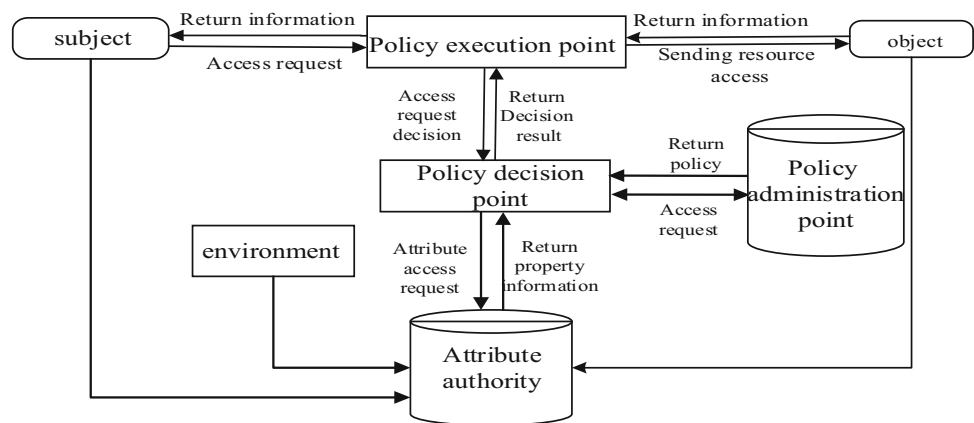 Return information
Return information
subject
Policy execution point
object
Access request
Sending resource
access
Access
request
decision
Return
Decision
result
Return
policy
Policy decision
point
Policy
administration
point
Access
request
environment
Attribute
access
request
Return
property
information
Attribute
authority